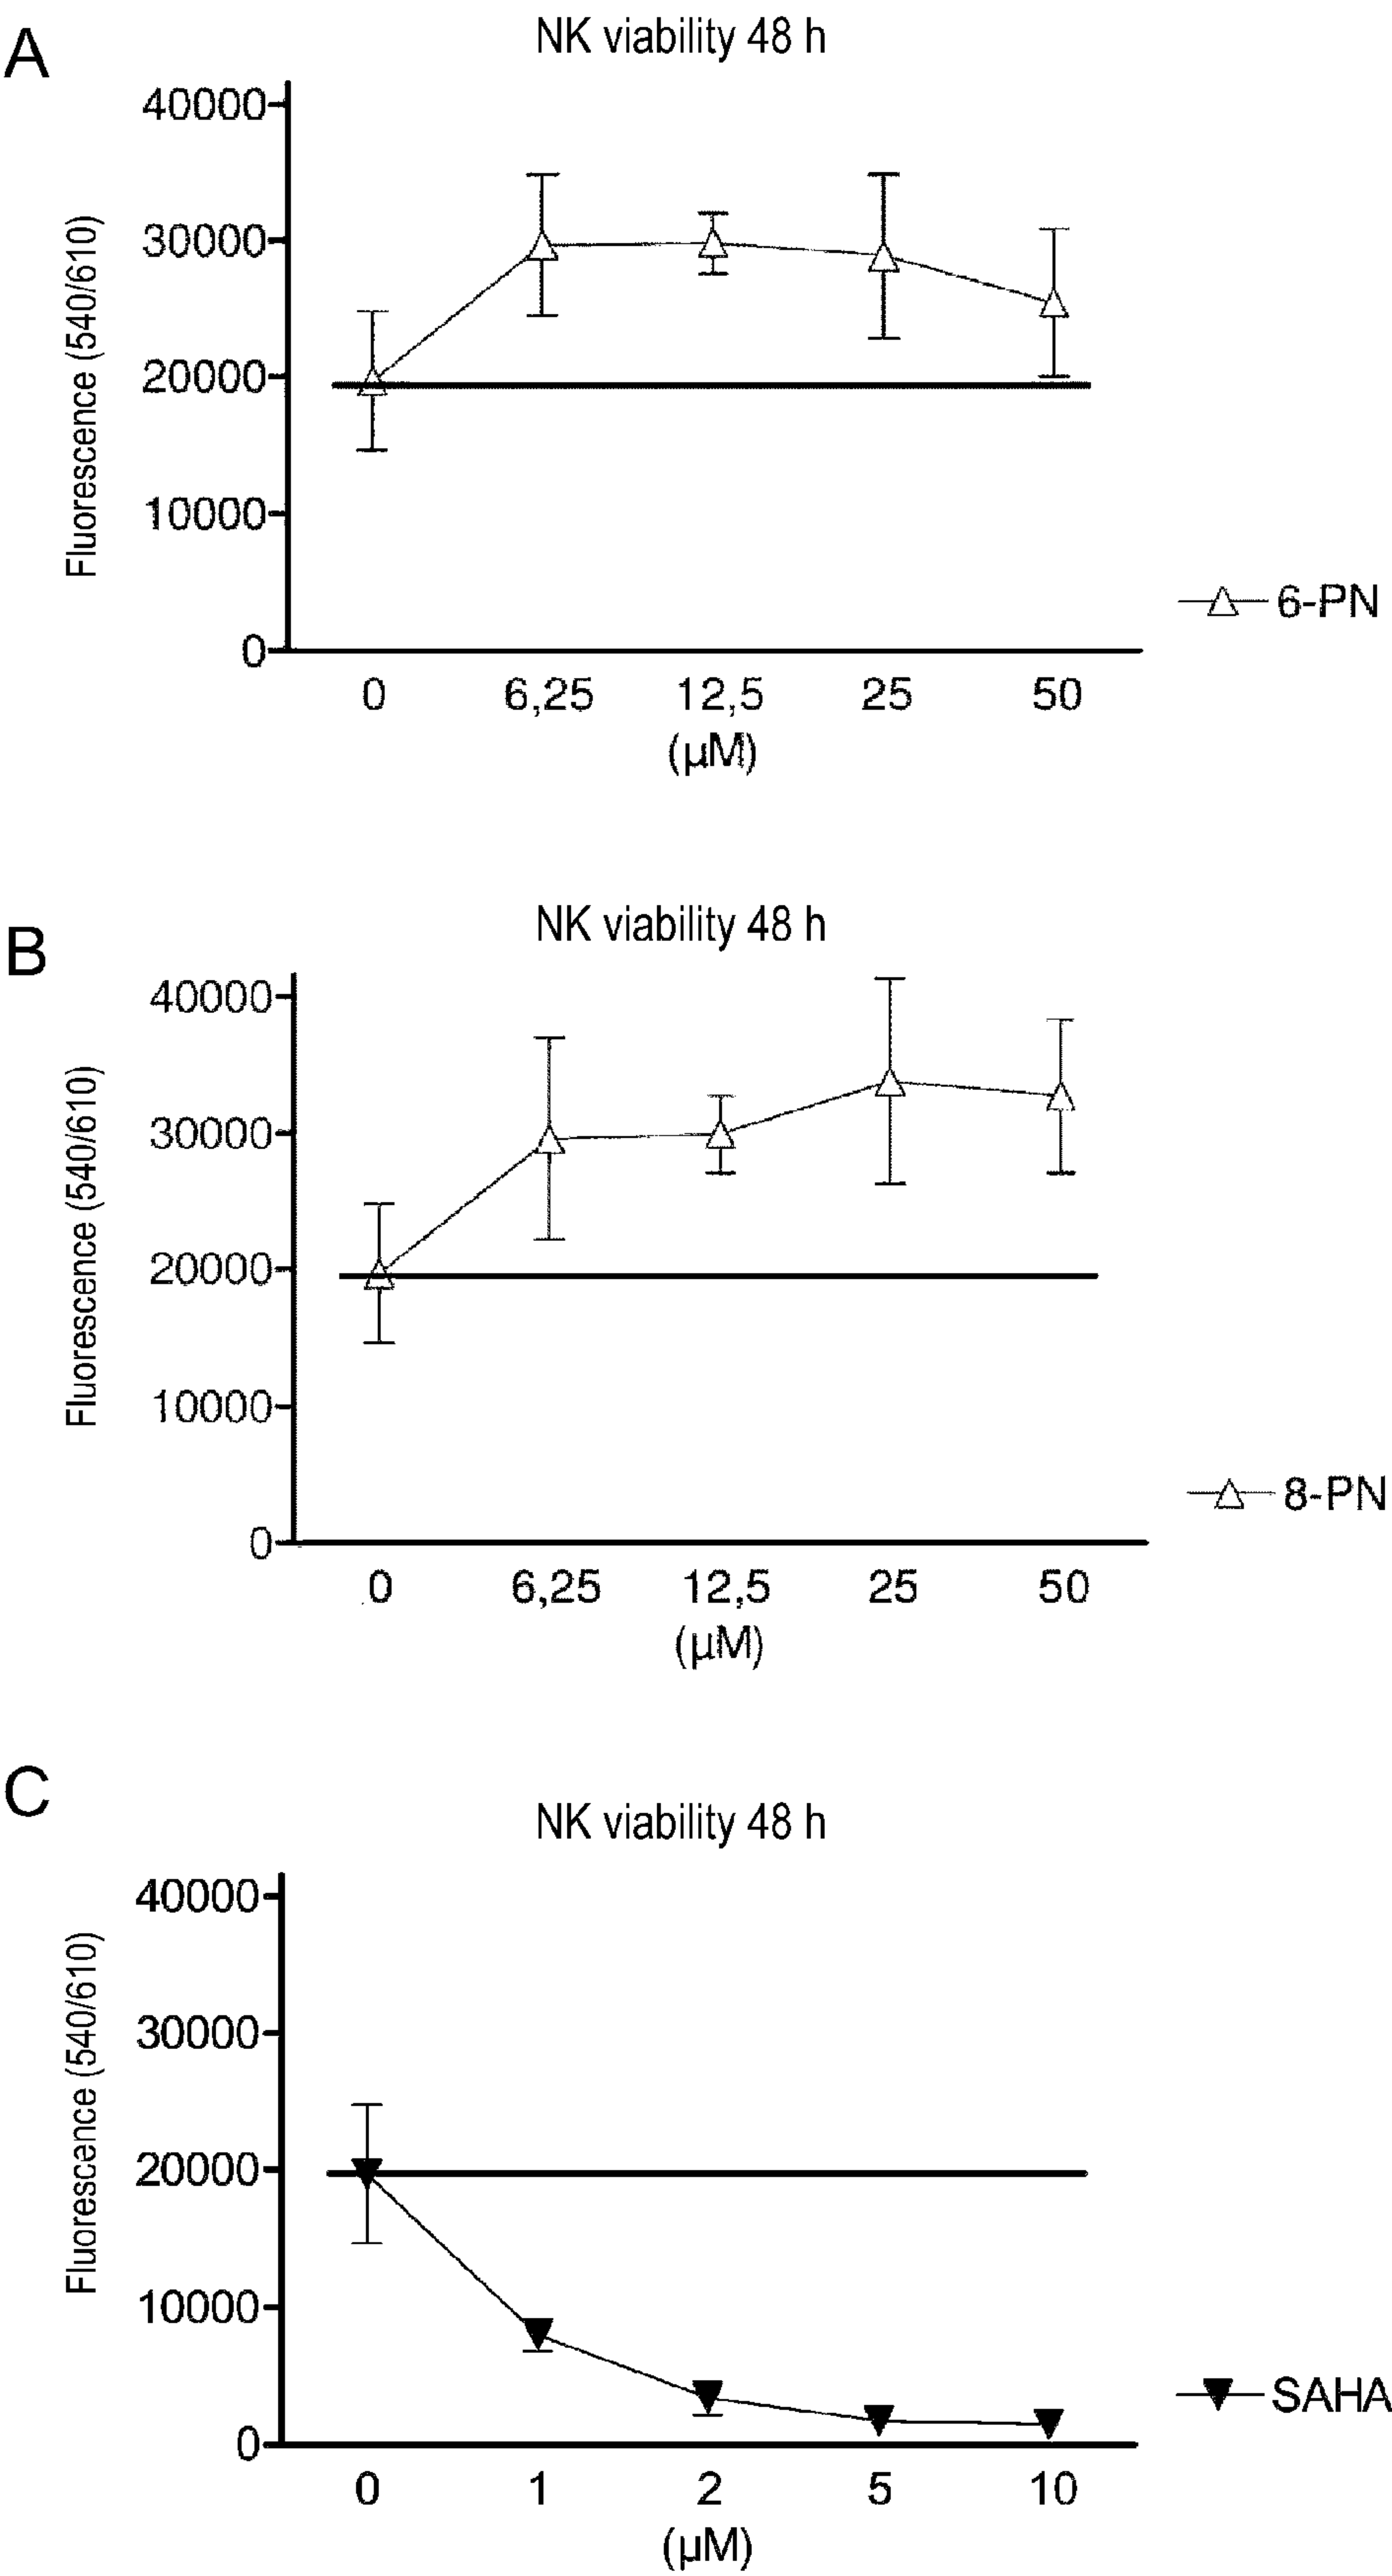 A
NK viability 48 h
Fluorescence (540/610)
40000
30000
20000
10000
0
0 6,25 12,5 25 50
(µM)
6-PN
B
NK viability 48 h
Fluorescence (540/610)
40000
30000
20000
10000
0
0 6,25 12,5 25 50
(µM)
8-PN
C
NK viability 48 h
Fluorescence (540/610)
40000
30000
20000
10000
0
0 1 2 5 10
(µM)
SAHA